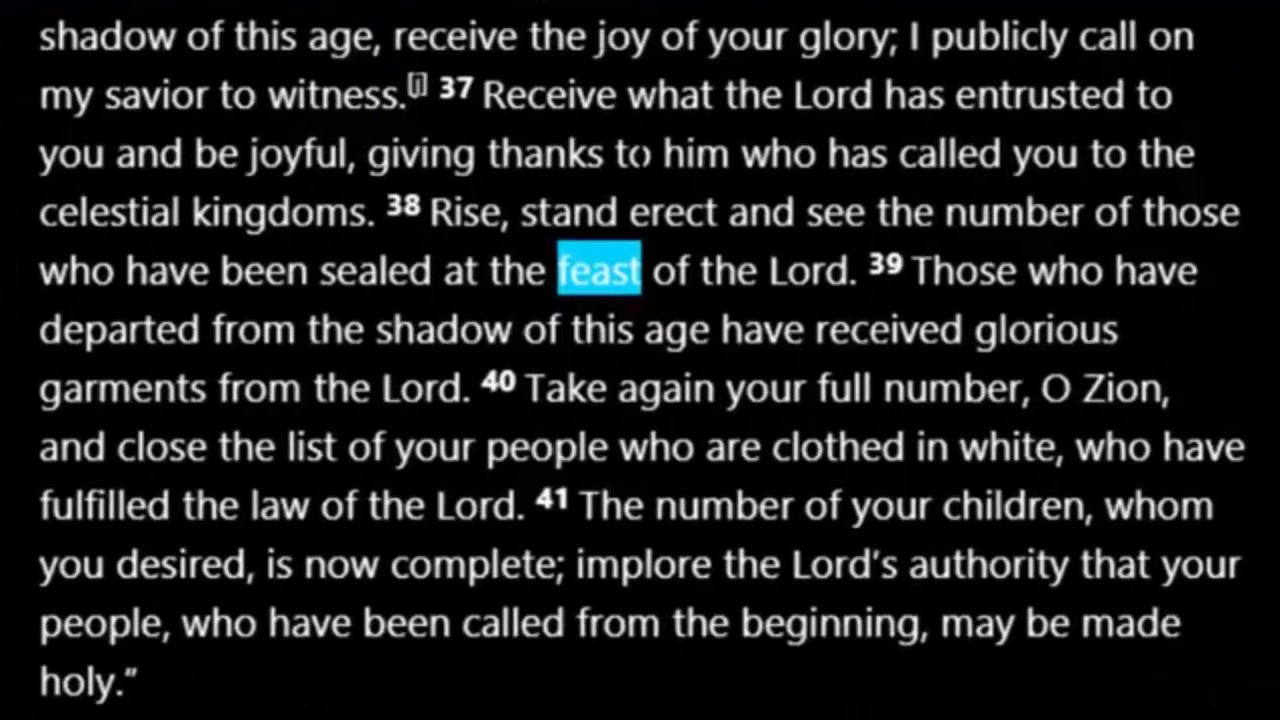 shadow of this age, receive the joy of your glory; I publicly call on
my savior to witness.[j] 37 Receive what the Lord has entrusted to
you and be joyful, giving thanks to him who has called you to the
celestial kingdoms. 38 Rise, stand erect and see the number of those
who have been sealed at the feast of the Lord. 39 Those who have
departed from the shadow of this age have received glorious
garments from the Lord. 40 Take again your full number, O Zion,
and close the list of your people who are clothed in white, who have
fulfilled the law of the Lord. 41 The number of your children, whom
you desired, is now complete; implore the Lord’s authority that your
people, who have been called from the beginning, may be made
holy.”